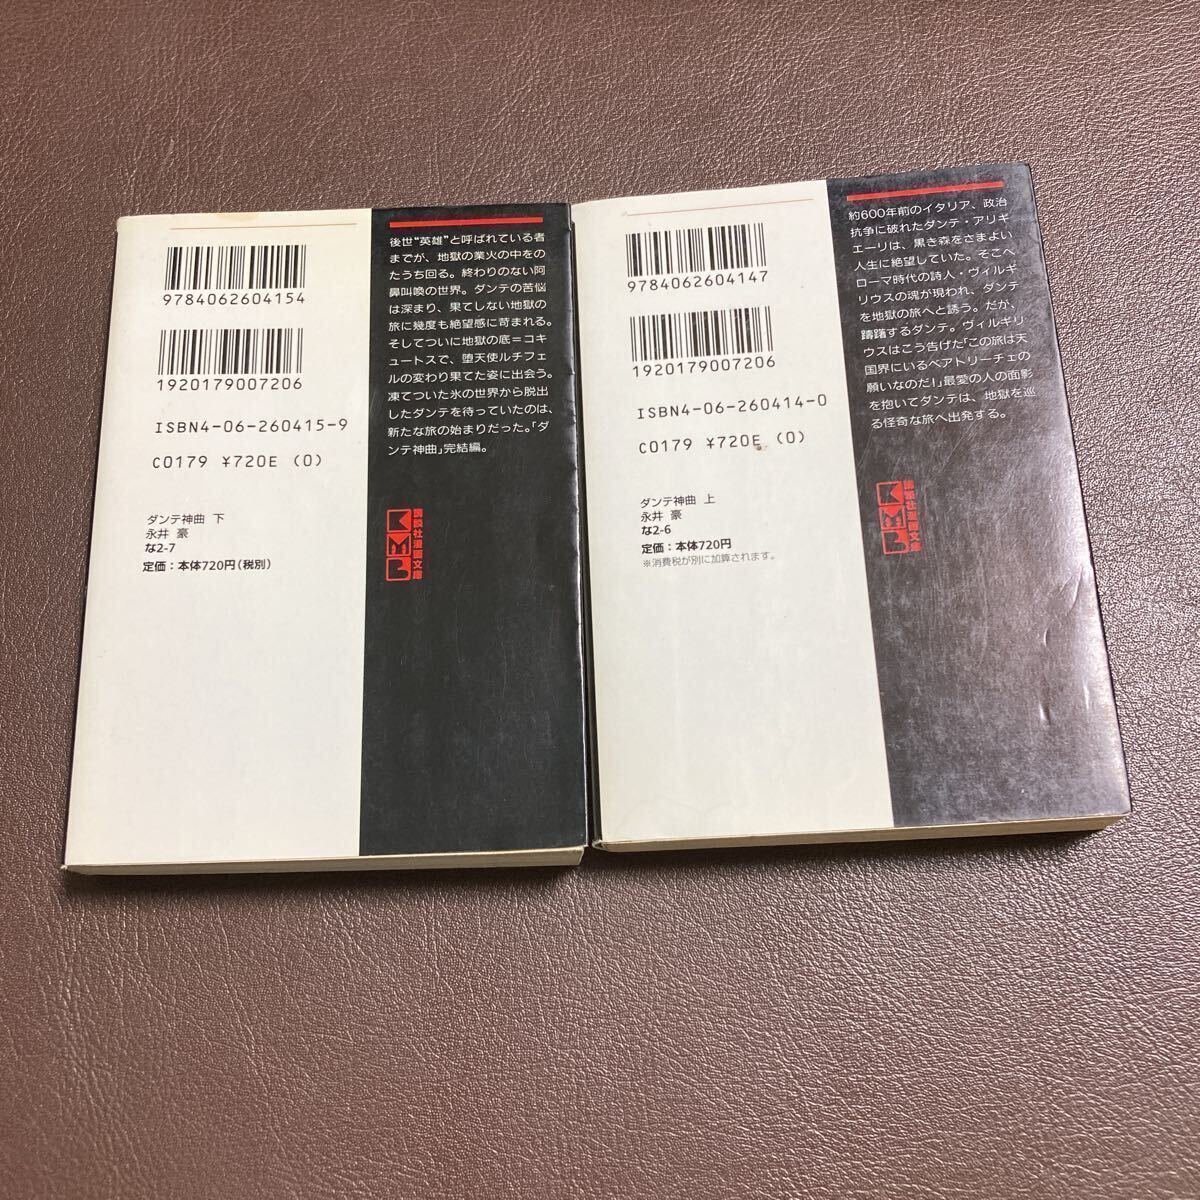 9784062604154
1920179007206
ISBN4-06-260415-9
C0179 ¥720E (0)
ダンテ神曲 下
永井 豪
な2-7
定価：本体720円(税別)
後世“英雄”と呼ばれている者
までが、地獄の業火の中をの
たうち回る。終わりのない阿
鼻叫喚の世界。ダンテの苦悩
は深まり、果てしない地獄の
旅に幾度も絶望感に苛まれる。
そしてついに地獄の底＝コキ
ュートスで、堕天使ルチフェ
ルの変わり果てた姿に出会う。
凍てついた氷の世界から脱出
したダンテを待っていたのは、
新たな旅の始まりだった。「ダ
ンテ神曲」完結編。
KMB
講談社漫画文庫
9784062604147
1920179007206
ISBN4-06-260414-0
C0179 ¥720E (0)
ダンテ神曲 上
永井 豪
な2-6
定価：本体720円
※消費税が別に加算されます。
約600年前のイタリア、政治
抗争に破れたダンテ・アリギ
エーリは、黒き森をさまよい
人生に絶望していた。そこへ
ローマ時代の詩人・ヴィルギ
リウスの魂が現われ、ダンテ
を地獄の旅へと誘う。だが、
躊躇するダンテ。ヴィルギリ
ウスはこう告げた「この旅は天
国界にいるベアトリーチェの
願いなのだ!」最愛の人の面影
を抱いてダンテは、地獄を巡
る怪奇な旅へ出発する。
KMB
講談社漫画文庫